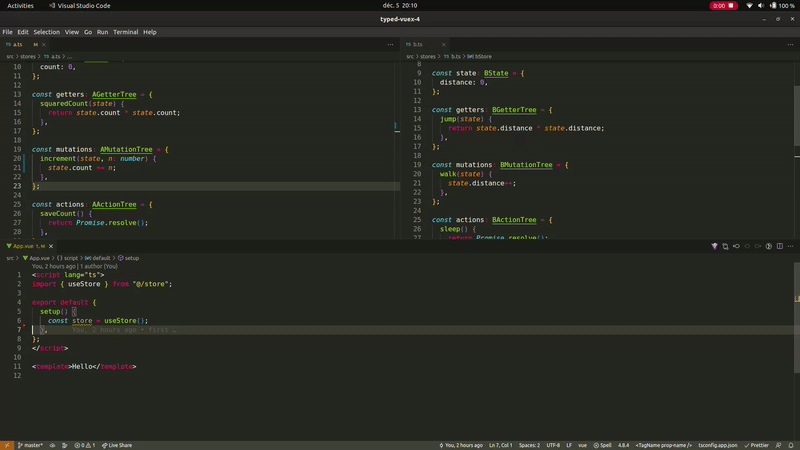 Activities Visual Studio Code déc. 5 20:10 0:00 100 %
typed-vuex-4
File Edit Selection View Go Run Terminal Help
TS a.ts M ×
src > stores > TS a.ts > ...
10 count: 0,
11 };
12
13 const getters: AGetterTree = {
14 squaredCount(state) {
15 return state.count * state.count;
16 },
17 };
18
19 const mutations: AMutationTree = {
20 increment(state, n: number) {
21 state.count += n;
22 },
23 };
24
25 const actions: AActionTree = {
26 saveCount() {
27 return Promise.resolve();
28 },
TS b.ts ×
src > stores > TS b.ts > bStore
8
9 const state: BState = {
10 distance: 0,
11 };
12
13 const getters: BGetterTree = {
14 jump(state) {
15 return state.distance * state.distance;
16 },
17 };
18
19 const mutations: BMutationTree = {
20 walk(state) {
21 state.distance++;
22 },
23 };
24
25 const actions: BActionTree = {
26 sleep() {
27 return Promise.resolve();
App.vue 1, M ×
src > App.vue > {} script > default > setup
You, 2 hours ago | 1 author (You)
1 <script lang="ts">
2 import { useStore } from "@/store";
3
4 export default {
5 setup() {
6 const store = useStore();
7 }, You, 2 hours ago • first …
8 };
9 </script>
10
11 <template>Hello</template>
12
master* 0 1 Live Share You, 2 hours ago Ln 7, Col 1 Spaces: 2 UTF-8 LF vue Spell 4.8.4 <TagName prop-name /> tsconfig.app.json Prettier